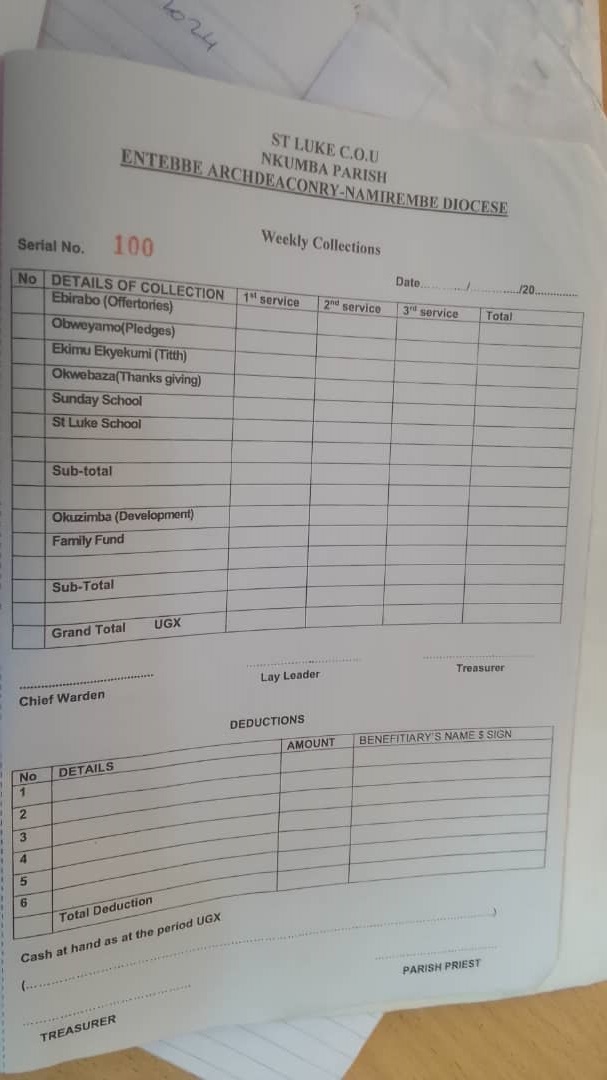 2024
ST LUKE C.O.U
NKUMBA PARISH
ENTEBBE ARCHDEACONRY-NAMIREMBE DIOCESE
Weekly Collections
Serial No. 100
Date............/............../20.............
No DETAILS OF COLLECTION 1st service 2nd service 3rd service Total
Ebirabo (Offertories)
Obweyamo(Pledges)
Ekimu Ekyekumi (Titth)
Okwebaza(Thanks giving)
Sunday School
St Luke School
Sub-total
Okuzimba (Development)
Family Fund
Sub-Total
Grand Total UGX
Chief Warden Lay Leader Treasurer
DEDUCTIONS
No DETAILS AMOUNT BENEFITIARY'S NAME $ SIGN
1
2
3
4
5
6
Total Deduction
Cash at hand as at the period UGX
(..............................................................)
TREASURER PARISH PRIEST